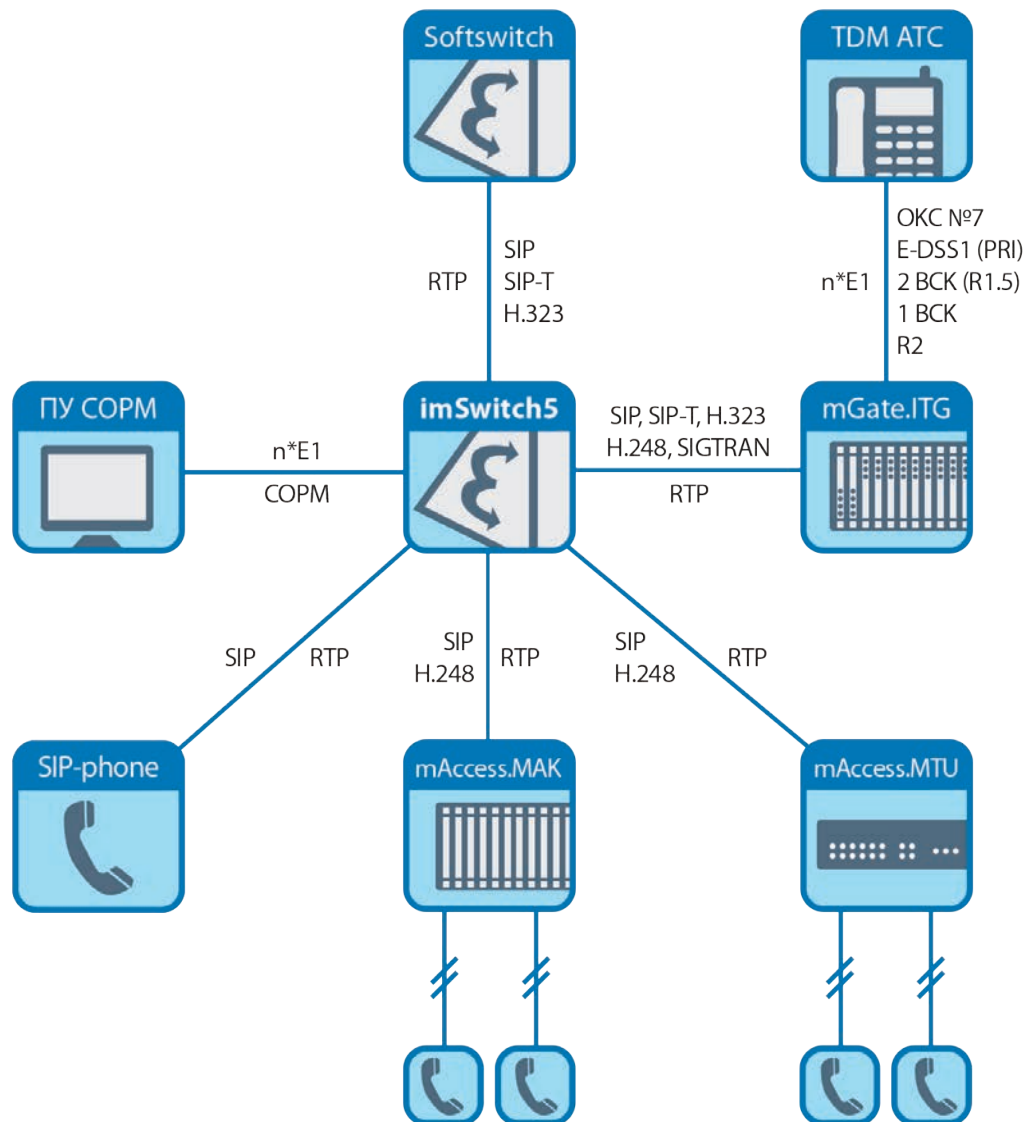 Softswitch
TDM АТС
RTP
SIP
SIP-T
H.323
n*E1
ОКС №7
E-DSS1 (PRI)
2 ВСК (R1.5)
1 ВСК
R2
ПУ СОРМ
n*E1
СОРМ
imSwitch5
SIP, SIP-T, H.323
H.248, SIGTRAN
RTP
mGate.ITG
SIP
RTP
SIP
H.248
RTP
SIP
H.248
RTP
SIP-phone
mAccess.MAK
mAccess.MTU